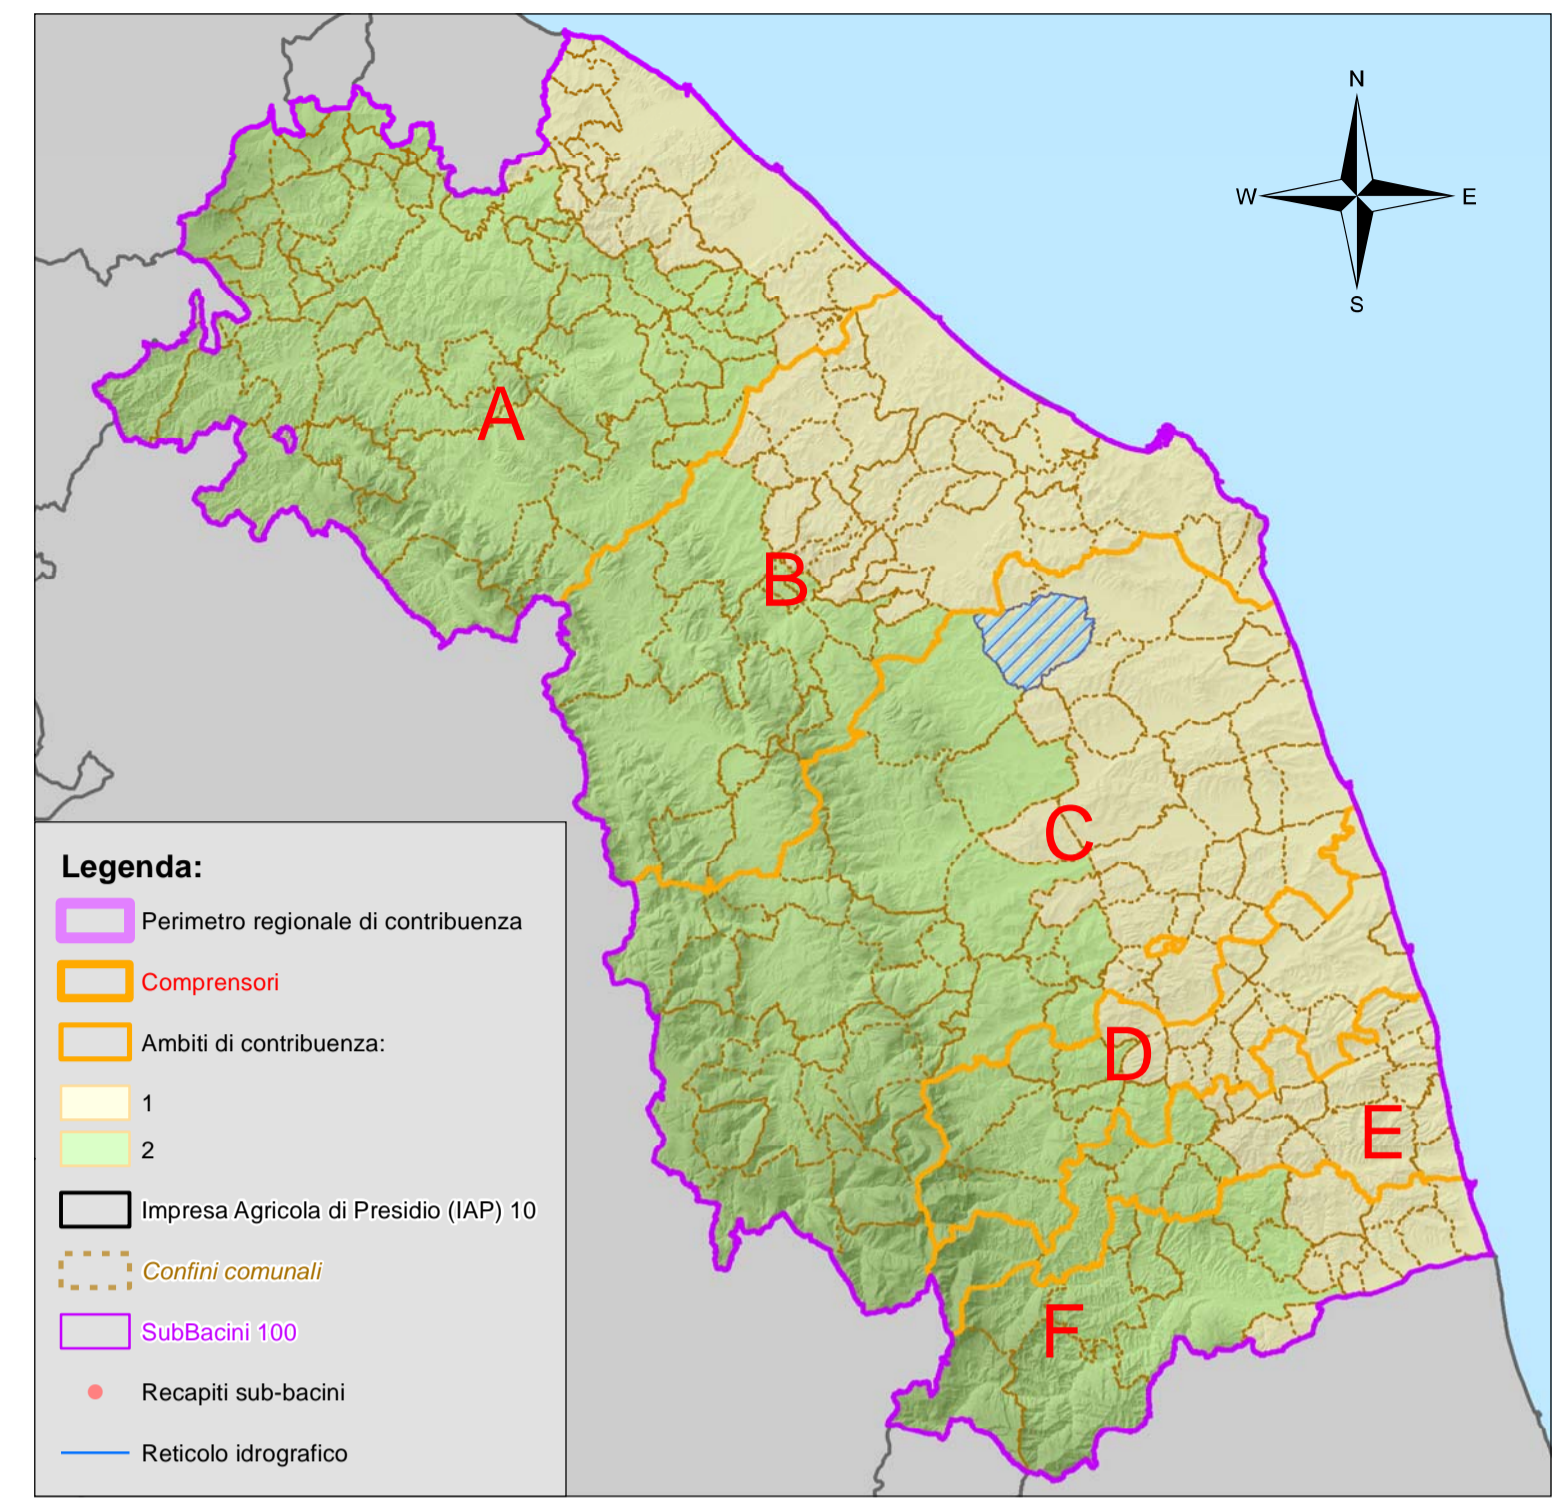 N
W E
S
A
B
C
D
E
F
Legenda:
Perimetro regionale di contribuenza
Comprensori
Ambiti di contribuenza:
1
2
Impresa Agricola di Presidio (IAP) 10
Confini comunali
SubBacini 100
Recapiti sub-bacini
Reticolo idrografico